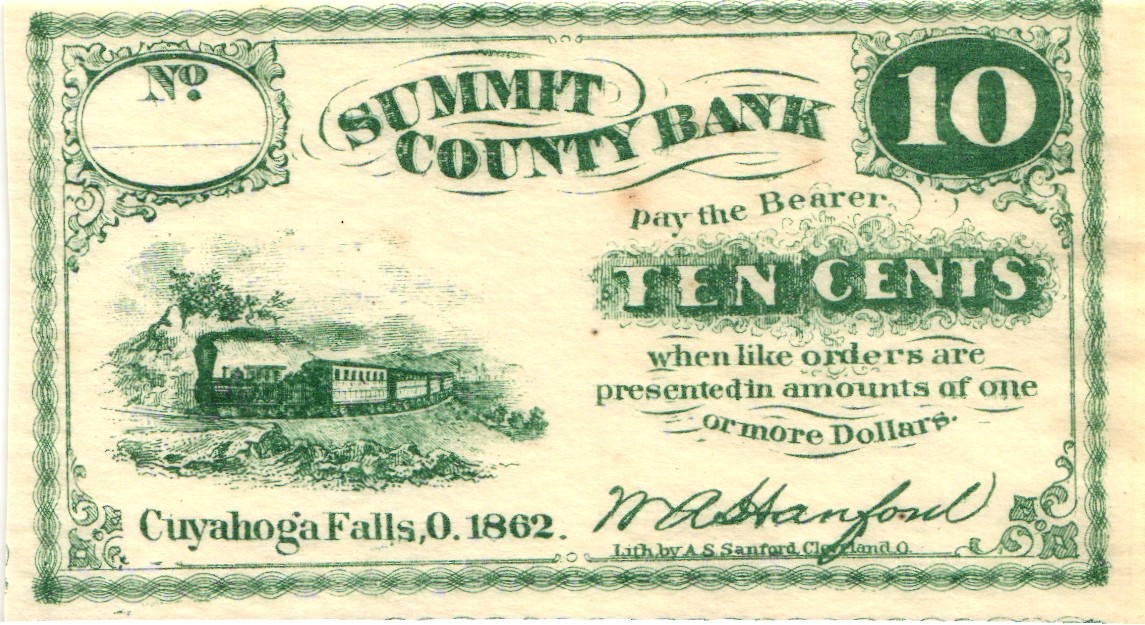 Nº
SUMMIT
COUNTY BANK
10
pay the Bearer
TEN CENTS
when like orders are
presented in amounts of one
or more Dollars.
Cuyahoga Falls, O. 1862.
W A Hanford
Lith. by A. S. Sanford, Cleveland O.